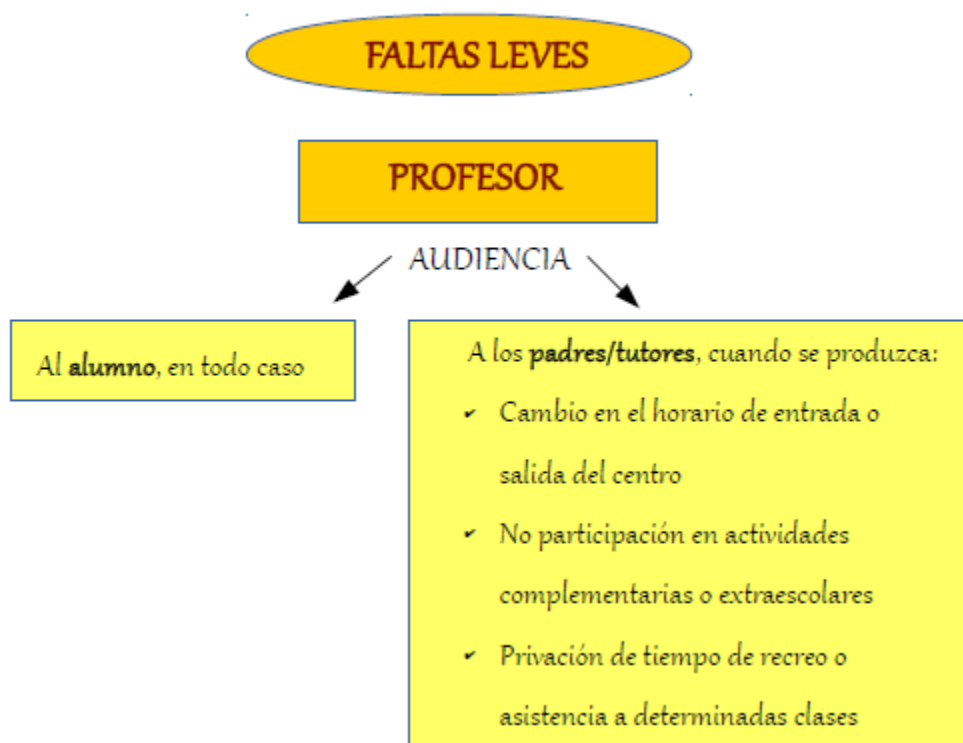 FALTAS LEVES
PROFESOR
AUDIENCIA
Al alumno, en todo caso
A los padres/tutores, cuando se produzca:
✔ Cambio en el horario de entrada o
salida del centro
✔ No participación en actividades
complementarias o extraescolares
✔ Privación de tiempo de recreo o
asistencia a determinadas clases